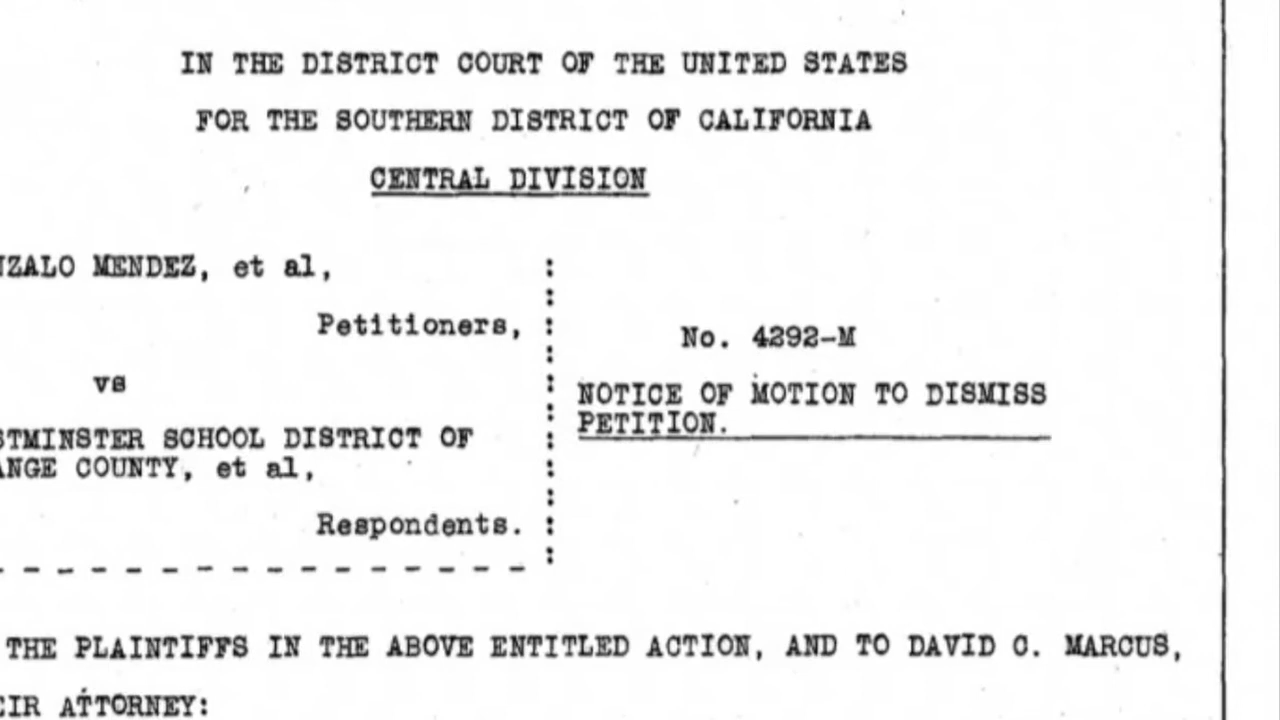 IN THE DISTRICT COURT OF THE UNITED STATES
FOR THE SOUTHERN DISTRICT OF CALIFORNIA
CENTRAL DIVISION
NZALO MENDEZ, et al,
Petitioners,
No. 4292-M
vs
NOTICE OF MOTION TO DISMISS
PETITION.
STMINSTER SCHOOL DISTRICT OF
ANGE COUNTY, et al,
Respondents.
THE PLAINTIFFS IN THE ABOVE ENTITLED ACTION, AND TO DAVID C. MARCUS,
EIR ATTORNEY: